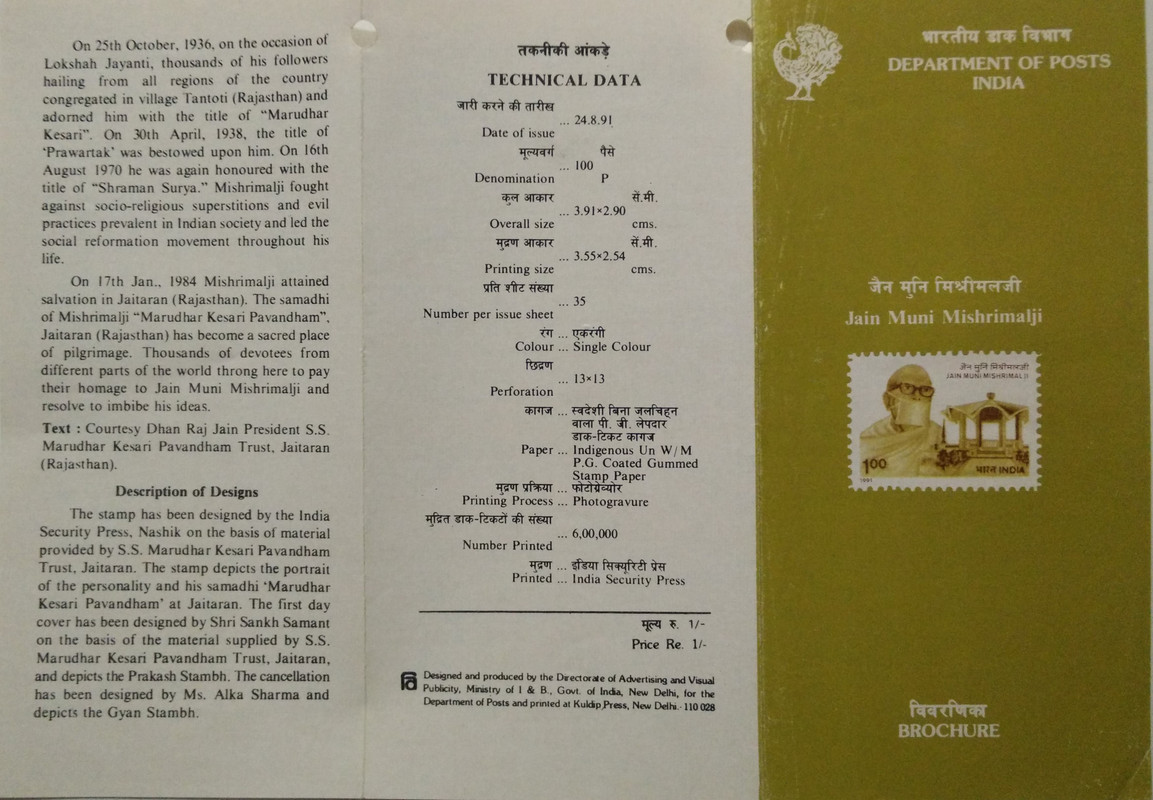 On 25th October, 1936, on the occasion of
Lokshah Jayanti, thousands of his followers
hailing from all regions of the country
congregated in village Tantoti (Rajasthan) and
adorned him with the title of “Marudhar
Kesari”. On 30th April, 1938, the title of
‘Prawartak’ was bestowed upon him. On 16th
August 1970 he was again honoured with the
title of “Shraman Surya.” Mishrimalji fought
against socio-religious superstitions and evil
practices prevalent in Indian society and led the
social reformation movement throughout his
life.
On 17th Jan., 1984 Mishrimalji attained
salvation in Jaitaran (Rajasthan). The samadhi
of Mishrimalji “Marudhar Kesari Pavandham”,
Jaitaran (Rajasthan) has become a sacred place
of pilgrimage. Thousands of devotees from
different parts of the world throng here to pay
their homage to Jain Muni Mishrimalji and
resolve to imbibe his ideas.
Text : Courtesy Dhan Raj Jain President S.S.
Marudhar Kesari Pavandham Trust, Jaitaran
(Rajasthan).
Description of Designs
The stamp has been designed by the India
Security Press, Nashik on the basis of material
provided by S.S. Marudhar Kesari Pavandham
Trust, Jaitaran. The stamp depicts the portrait
of the personality and his samadhi ‘Marudhar
Kesari Pavandham’ at Jaitaran. The first day
cover has been designed by Shri Sankh Samant
on the basis of the material supplied by S.S.
Marudhar Kesari Pavandham Trust, Jaitaran,
and depicts the Prakash Stambh. The cancellation
has been designed by Ms. Alka Sharma and
depicts the Gyan Stambh.
तकनीकी आंकड़े
TECHNICAL DATA
जारी करने की तारीख
... 24.8.91
Date of issue
मूल्यवर्ग पैसे
... 100
Denomination P
कुल आकार सें.मी.
... 3.91×2.90
Overall size cms.
मुद्रण आकार सें.मी.
... 3.55×2.54
Printing size cms.
प्रति शीट संख्या
... 35
Number per issue sheet
रंग ... एकरंगी
Colour ... Single Colour
छिद्रण
... 13×13
Perforation
कागज ... स्वदेशी बिना जलचिहन
वाला पी. जी. लेपदार
डाक-टिकट कागज
Paper ... Indigenous Un W/M
P.G. Coated Gummed
Stamp Paper
मुद्रण प्रक्रिया ... फोटोग्रेव्योर
Printing Process ... Photogravure
मुद्रित डाक-टिकटों की संख्या
... 6,00,000
Number Printed
मुद्रण ... इंडिया सिक्यूरिटी प्रेस
Printed ... India Security Press
मूल्य रु. 1/-
Price Re. 1/-
Designed and produced by the Directorate of Advertising and Visual
Publicity, Ministry of I & B., Govt. of India, New Delhi, for the
Department of Posts and printed at Kuldip Press, New Delhi.-110 028
भारतीय डाक विभाग
DEPARTMENT OF POSTS
INDIA
जैन मुनि मिश्रीमलजी
Jain Muni Mishrimalji
जैन मुनि मिश्रीमलजी
JAIN MUNI MISHRIMALJI
1 00
भारत INDIA
1991
विवरणिका
BROCHURE